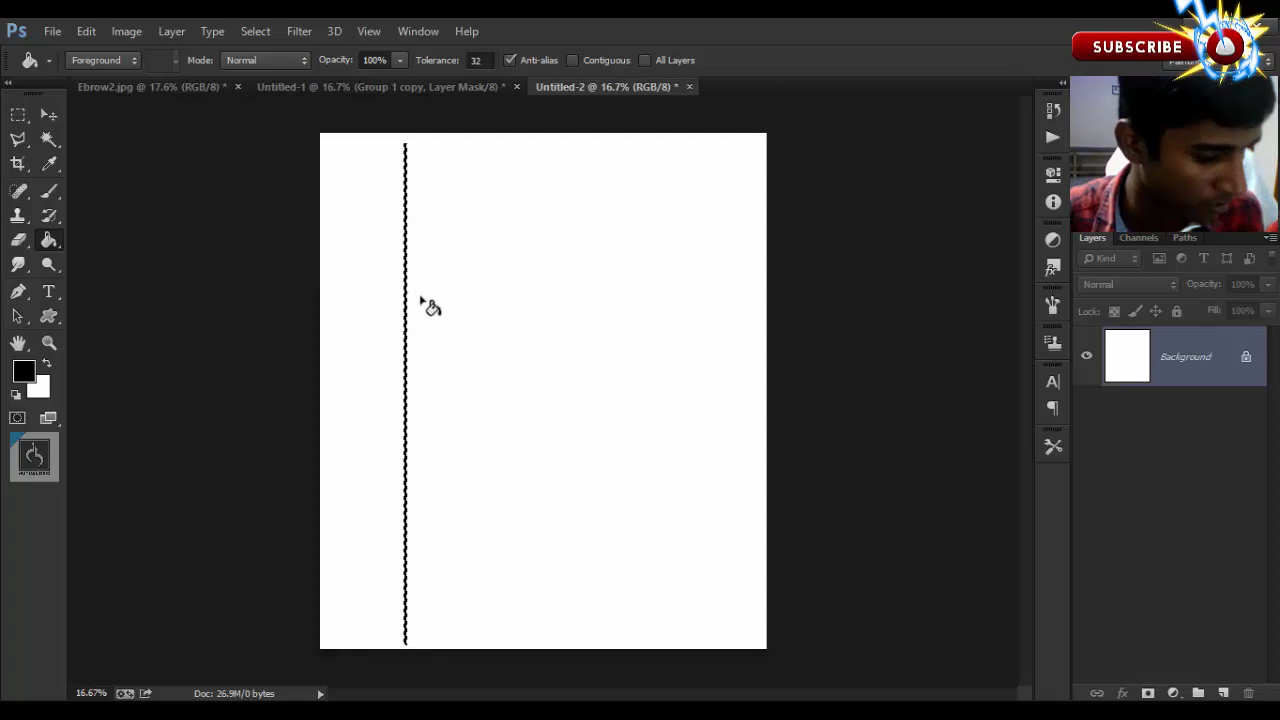 SUBSCRIBE
Ps File Edit Image Layer Type Select Filter 3D View Window Help
Foreground Mode: Normal Opacity: 100% Tolerance: 32 Anti-alias Contiguous All Layers
Ebrow2.jpg @ 17.6% (RGB/8) * × Untitled-1 @ 16.7% (Group 1 copy, Layer Mask/8) * × Untitled-2 @ 16.7% (RGB/8) * ×
Layers Channels Paths
Kind
Normal Opacity: 100%
Lock: Fill: 100%
Background
16.67% Doc: 26.9M/0 bytes